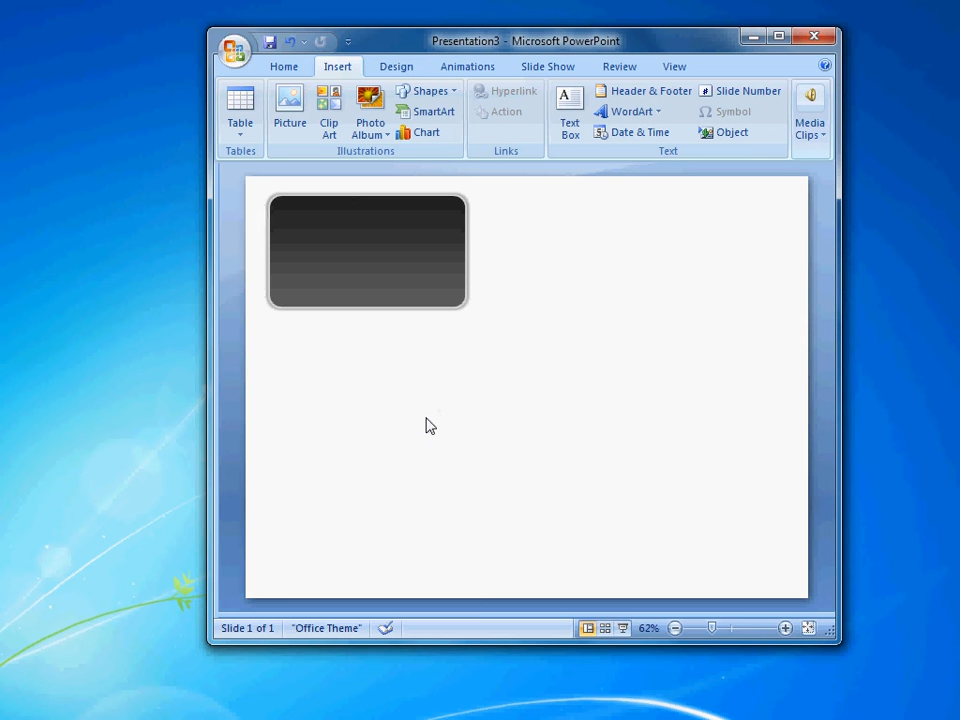 Presentation3 - Microsoft PowerPoint
Home Insert Design Animations Slide Show Review View
Table
Picture
Clip
Art
Photo
Album
Shapes
SmartArt
Chart
Hyperlink
Action
Text
Box
Header & Footer
WordArt
Date & Time
Slide Number
Symbol
Object
Media
Clips
Tables Illustrations Links Text
Slide 1 of 1 "Office Theme" 62%